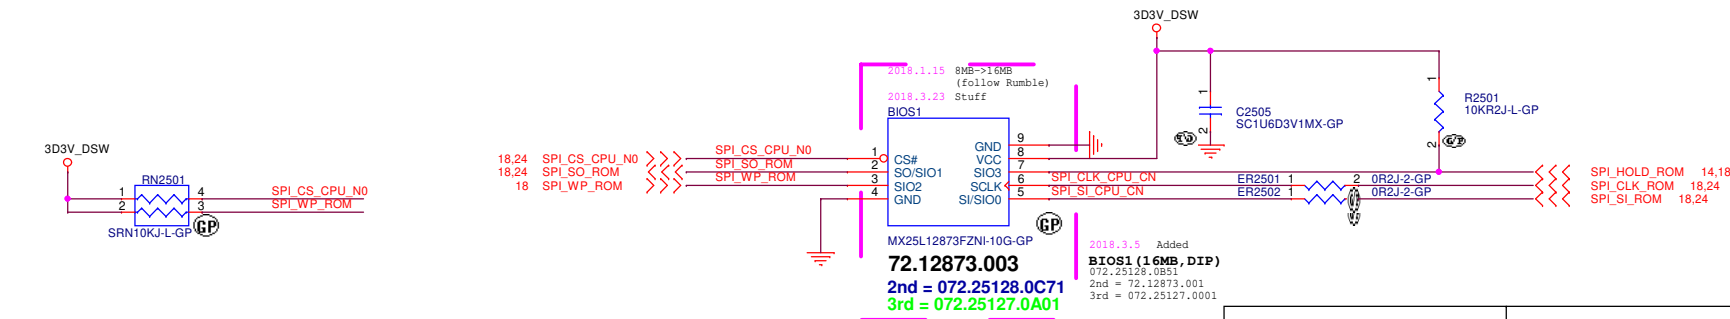 3D3V_DSW
2018.1.15 8MB->16MB
(follow Rumble)
2018.3.23 Stuff
BIOS1
1
C2505
SC1U6D3V1MX-GP
2
1
R2501
10KR2J-L-GP
2
3D3V_DSW
RN2501
1
4
SPI_CS_CPU_N0
2
3
SPI_WP_ROM
SRN10KJ-L-GP
GP
18,24 SPI_CS_CPU_N0
SPI_CS_CPU_N0
1
CS#
18,24 SPI_SO_ROM
SPI_SO_ROM
2
SO/SIO1
18 SPI_WP_ROM
SPI_WP_ROM
3
SIO2
4
GND
GND
9
VCC
8
SIO3
7
SPI_HOLD_ROM 14,18
SCLK
6
SPI_CLK_CPU_CN
ER2501 1
2 0R2J-2-GP
SPI_CLK_ROM 18,24
SI/SIO0
5
SPI_SI_CPU_CN
ER2502 1
0R2J-2-GP
SPI_SI_ROM 18,24
GP
MX25L12873FZNI-10G-GP
72.12873.003
2nd = 072.25128.0C71
3rd = 072.25127.0A01
2018.3.5 Added
BIOS1(16MB,DIP)
072.25128.0B51
2nd = 72.12873.001
3rd = 072.25127.0001